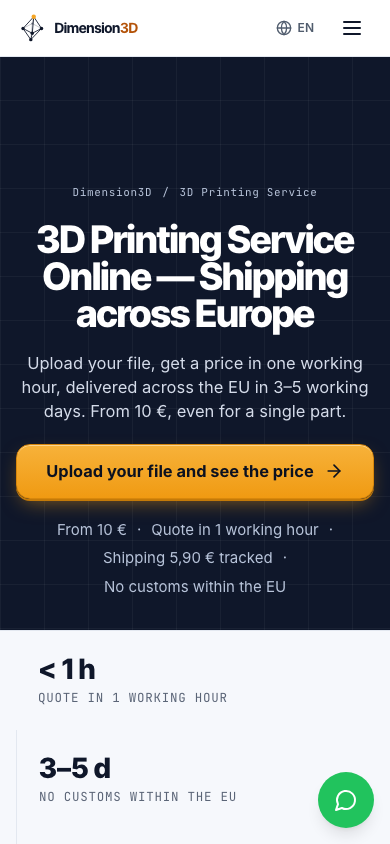 Dimension3D
EN
Dimension3D / 3D Printing Service
3D Printing Service
Online — Shipping
across Europe
Upload your file, get a price in one working
hour, delivered across the EU in 3–5 working
days. From 10 €, even for a single part.
Upload your file and see the price →
From 10 € · Quote in 1 working hour ·
Shipping 5,90 € tracked ·
No customs within the EU
< 1 h
QUOTE IN 1 WORKING HOUR
3–5 d
NO CUSTOMS WITHIN THE EU